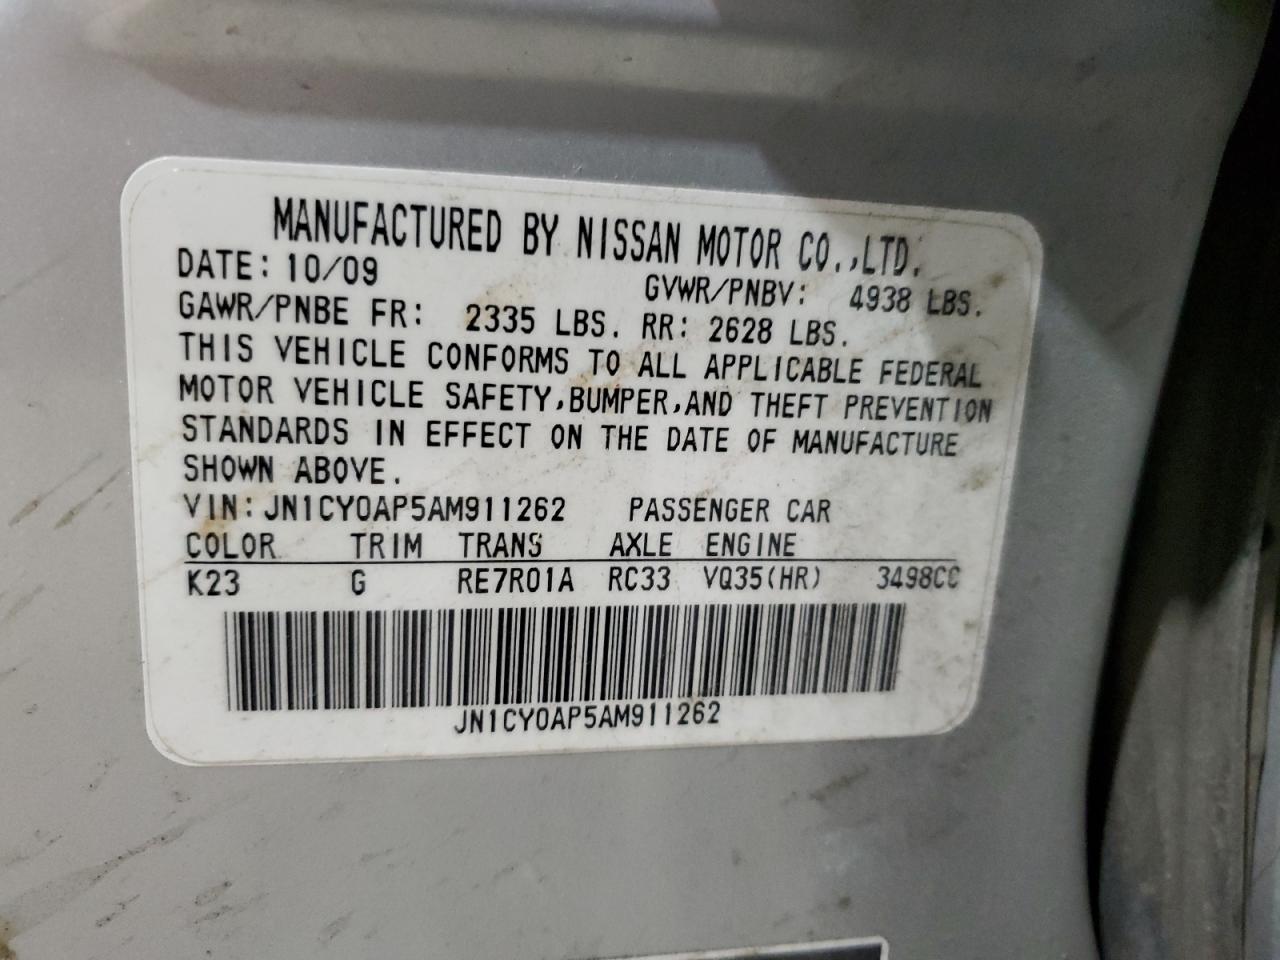 MANUFACTURED BY NISSAN MOTOR CO.,LTD.
DATE: 10/09 GVWR/PNBV: 4938 LBS.
GAWR/PNBE FR: 2335 LBS. RR: 2628 LBS.
THIS VEHICLE CONFORMS TO ALL APPLICABLE FEDERAL
MOTOR VEHICLE SAFETY,BUMPER,AND THEFT PREVENTION
STANDARDS IN EFFECT ON THE DATE OF MANUFACTURE
SHOWN ABOVE.
VIN:JN1CY0AP5AM911262 PASSENGER CAR
COLOR TRIM TRANS AXLE ENGINE
K23 G RE7R01A RC33 VQ35(HR) 3498CC
JN1CY0AP5AM911262